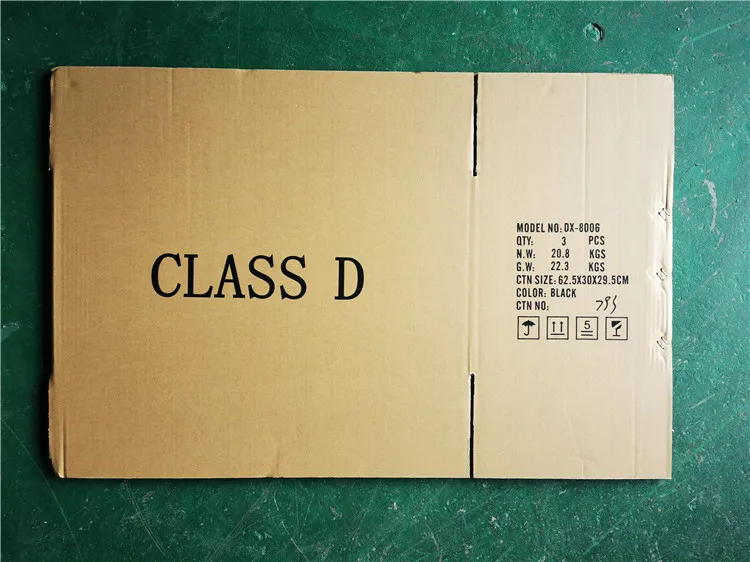 CLASS D
MODEL NO: DX-8006
QTY: 3 PCS
N.W: 20.8 KGS
G.W: 22.3 KGS
CTN SIZE: 62.5X30X29.5CM
COLOR: BLACK
CTN NO:
5